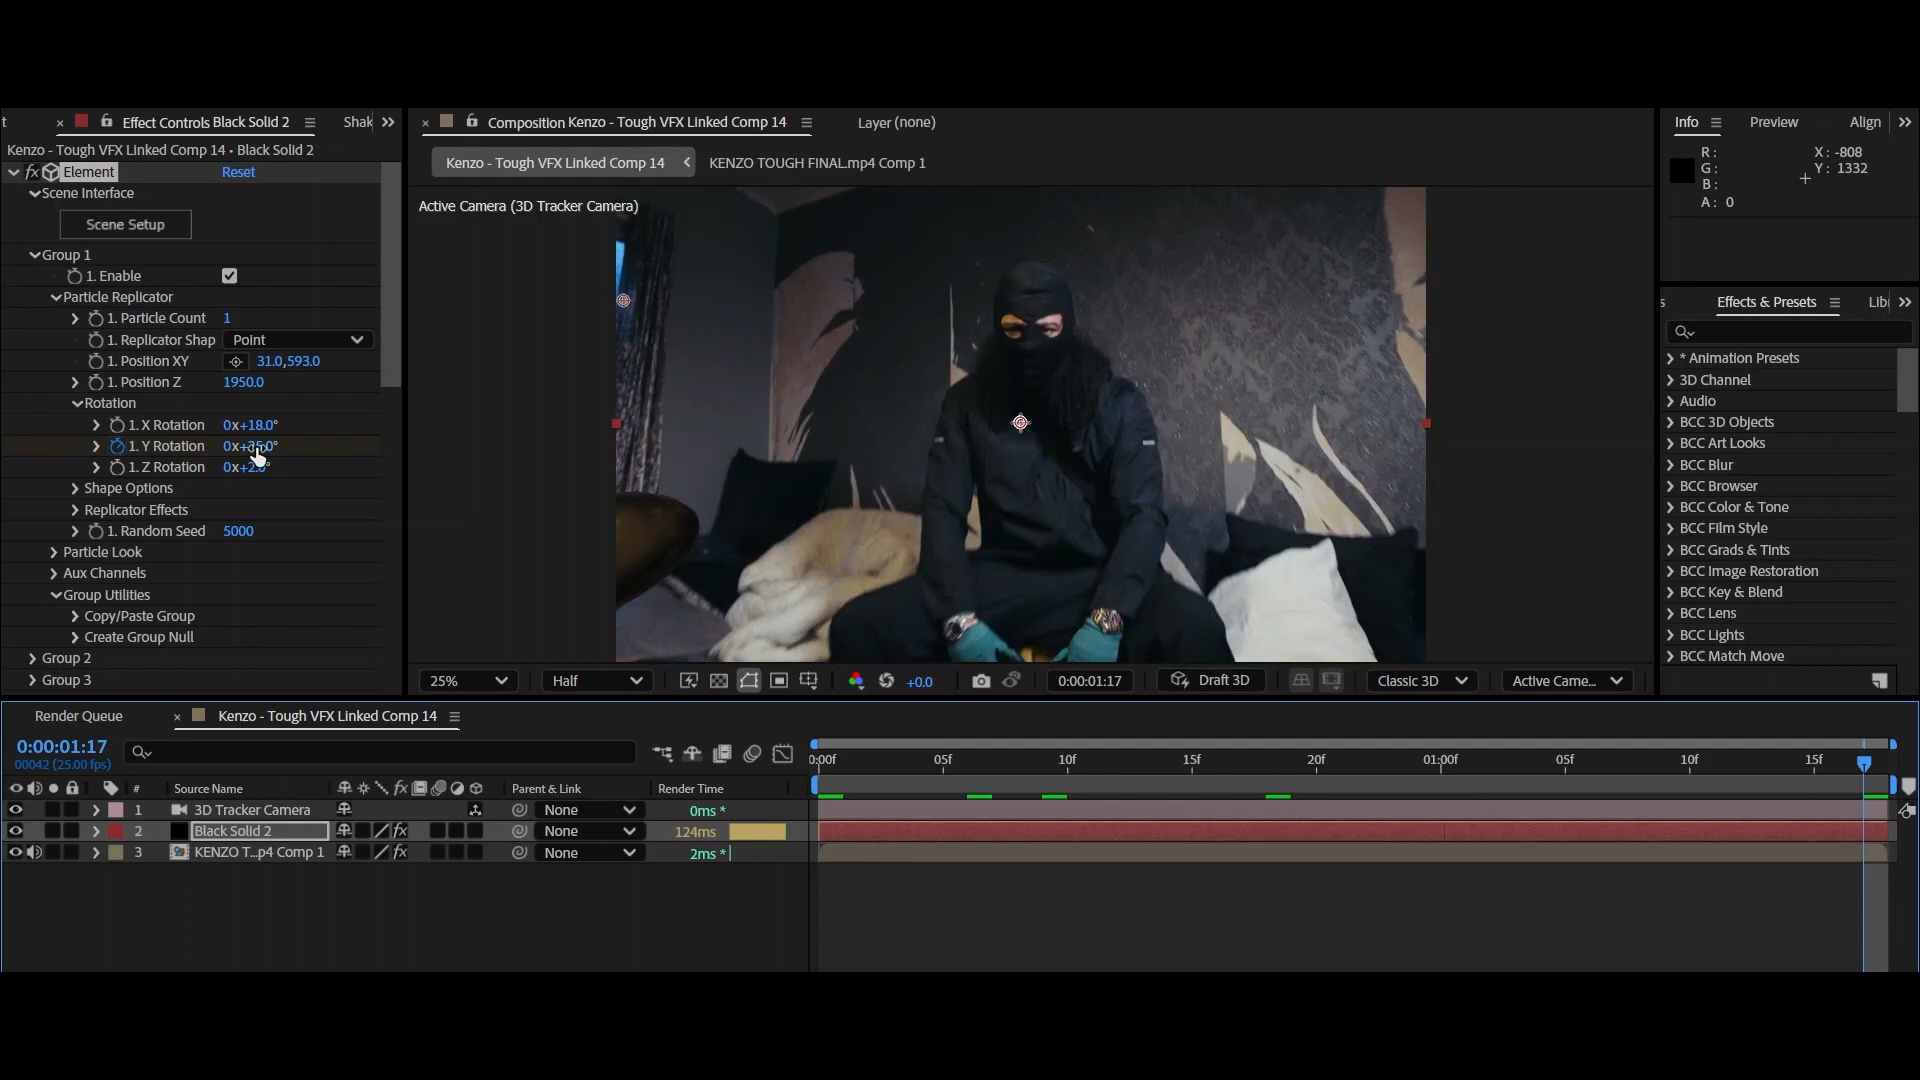 t
Effect Controls Black Solid 2
Shak
Kenzo - Tough VFX Linked Comp 14 • Black Solid 2
fx Element Reset
Scene Interface
Scene Setup
Group 1
1. Enable
Particle Replicator
1. Particle Count 1
1. Replicator Shap Point
1. Position XY 31.0,593.0
1. Position Z 1950.0
Rotation
1. X Rotation 0x+18.0°
1. Y Rotation
1. Z Rotation 0x+2.0°
Shape Options
Replicator Effects
1. Random Seed 5000
Particle Look
Aux Channels
Group Utilities
Copy/Paste Group
Create Group Null
Group 2
Group 3
Composition Kenzo - Tough VFX Linked Comp 14
Layer (none)
Kenzo - Tough VFX Linked Comp 14
KENZO TOUGH FINAL.mp4 Comp 1
Active Camera (3D Tracker Camera)
25%
Half
+0.0
0:00:01:17
Draft 3D
Classic 3D
Active Came...
Info
Preview
Align
R :
G :
B :
A : 0
X : -808
Y : 1332
s
Effects & Presets
Libi
* Animation Presets
3D Channel
Audio
BCC 3D Objects
BCC Art Looks
BCC Blur
BCC Browser
BCC Color & Tone
BCC Film Style
BCC Grads & Tints
BCC Image Restoration
BCC Key & Blend
BCC Lens
BCC Lights
BCC Match Move
Render Queue
Kenzo - Tough VFX Linked Comp 14
0:00:01:17
00042 (25.00 fps)
# Source Name fx Parent & Link Render Time
0:00f 05f 10f 15f 20f 01:00f 05f 10f 15f
1 3D Tracker Camera None 0ms *
2 Black Solid 2 fx None 124ms
3 KENZO T...p4 Comp 1 fx None 2ms *